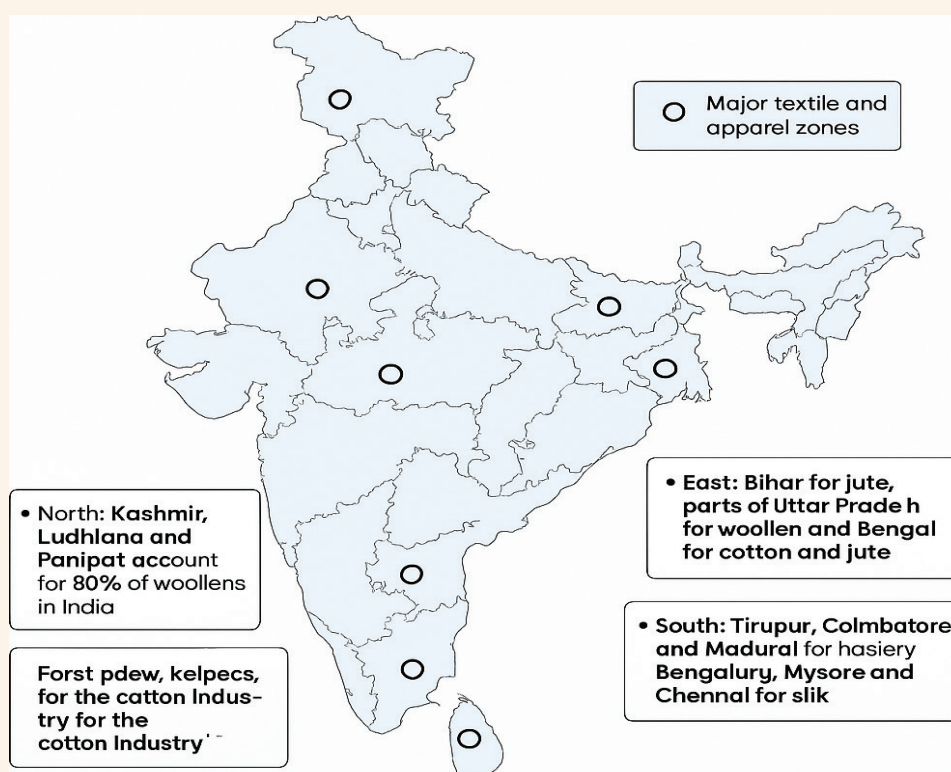 Major textile and
apparel zones
• North: Kashmir,
Ludhlana and
Panipat account
for 80% of woollens
in India
Forst pdew, kelpecs,
for the catton Indus-
try for the
cotton Industry
• East: Bihar for jute,
parts of Uttar Prade h
for woollen and Bengal
for cotton and jute
• South: Tirupur, Colmbatore
and Madural for hasiery
Bengalury, Mysore and
Chennal for slik